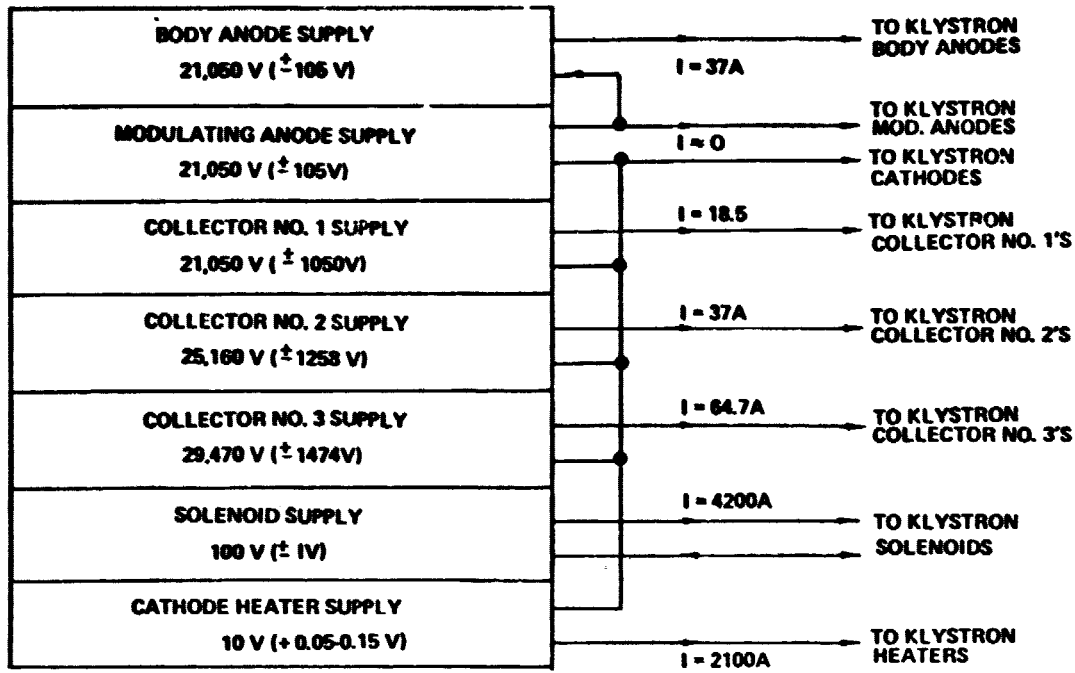 BODY ANODE SUPPLY
21,050 V (± 105 V)
MODULATING ANODE SUPPLY
21,050 V (± 105V)
COLLECTOR NO. 1 SUPPLY
21,050 V (± 1050V)
COLLECTOR NO. 2 SUPPLY
25,160 V (± 1258 V)
COLLECTOR NO. 3 SUPPLY
29,470 V (± 1474V)
SOLENOID SUPPLY
100 V (± IV)
CATHODE HEATER SUPPLY
10 V (+ 0.05-0.15 V)
TO KLYSTRON
BODY ANODES
I = 37A
TO KLYSTRON
MOD. ANODES
I ≈ O
TO KLYSTRON
CATHODES
I = 18.5
TO KLYSTRON
COLLECTOR NO. 1'S
I = 37A
TO KLYSTRON
COLLECTOR NO. 2'S
I = 64.7A
TO KLYSTRON
COLLECTOR NO. 3'S
I = 4200A
TO KLYSTRON
SOLENOIDS
TO KLYSTRON
HEATERS
I = 2100A